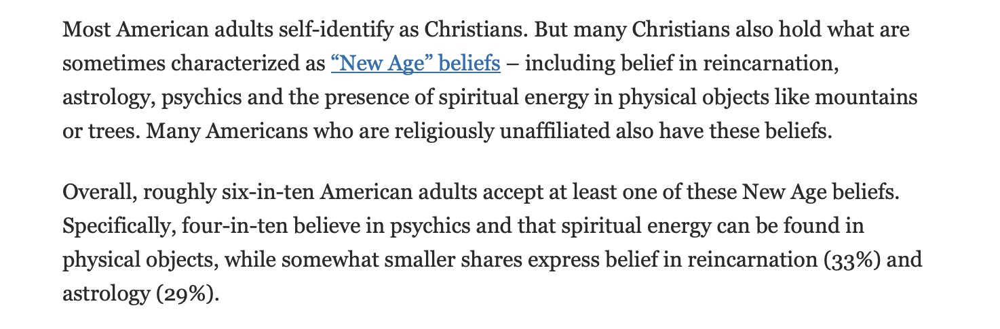 Most American adults self-identify as Christians. But many Christians also hold what are
sometimes characterized as “New Age” beliefs – including belief in reincarnation,
astrology, psychics and the presence of spiritual energy in physical objects like mountains
or trees. Many Americans who are religiously unaffiliated also have these beliefs.
Overall, roughly six-in-ten American adults accept at least one of these New Age beliefs.
Specifically, four-in-ten believe in psychics and that spiritual energy can be found in
physical objects, while somewhat smaller shares express belief in reincarnation (33%) and
astrology (29%).